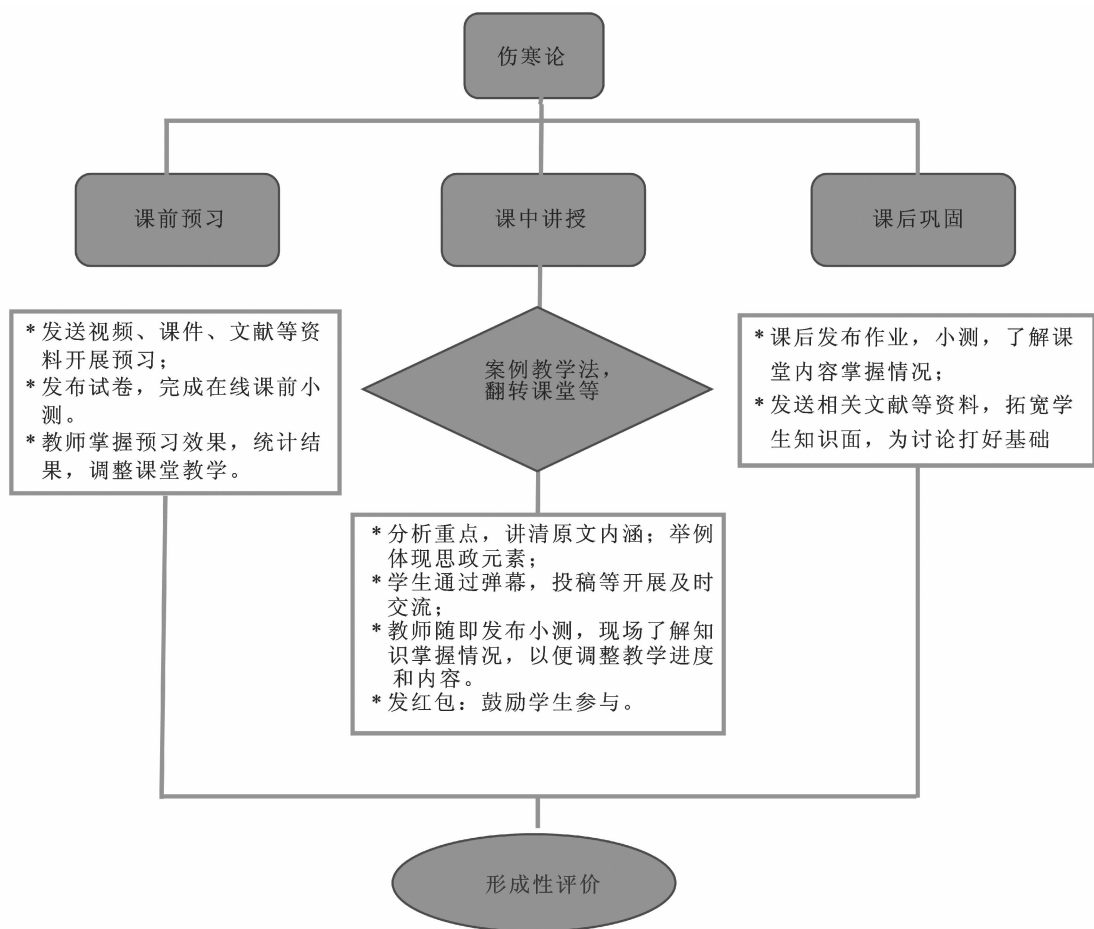 伤寒论
课前预习
课中讲授
课后巩固
*发送视频、课件、文献等资
料开展预习；
*发布试卷，完成在线课前小
测。
*教师掌握预习效果，统计结
果，调整课堂教学。
案例教学法，
翻转课堂等
*课后发布作业，小测，了解课
堂内容掌握情况；
*发送相关文献等资料，拓宽学
生知识面，为讨论打好基础
*分析重点，讲清原文内涵；举例
体现思政元素；
*学生通过弹幕，投稿等开展及时
交流；
*教师随即发布小测，现场了解知
识掌握情况，以便调整教学进度
和内容。
*发红包：鼓励学生参与。
形成性评价